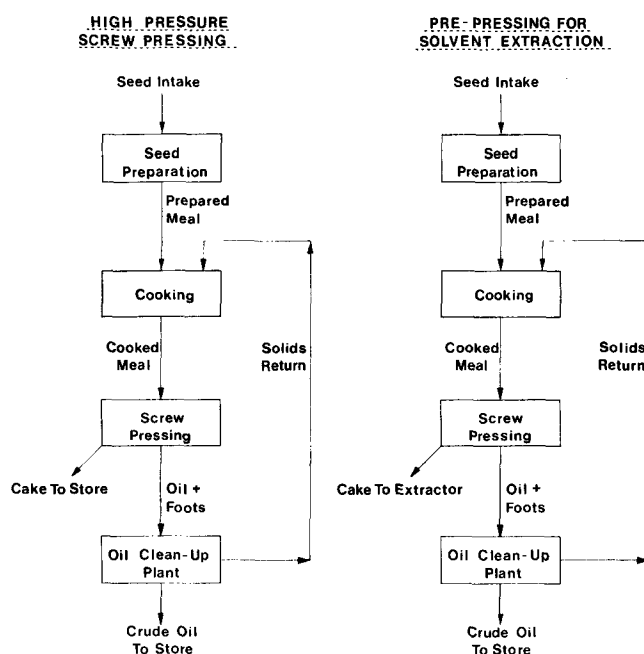 HIGH PRESSURE
SCREW PRESSING
Seed Intake
Seed
Preparation
Prepared
Meal
Cooking
Cooked
Meal
Solids
Return
Screw
Pressing
Cake To Store
Oil +
Foots
Oil Clean-Up
Plant
Crude Oil
To Store
PRE-PRESSING FOR
SOLVENT EXTRACTION
Seed Intake
Seed
Preparation
Prepared
Meal
Cooking
Cooked
Meal
Solids
Return
Screw
Pressing
Cake To Extractor
Oil +
Foots
Oil Clean-Up
Plant
Crude Oil
To Store